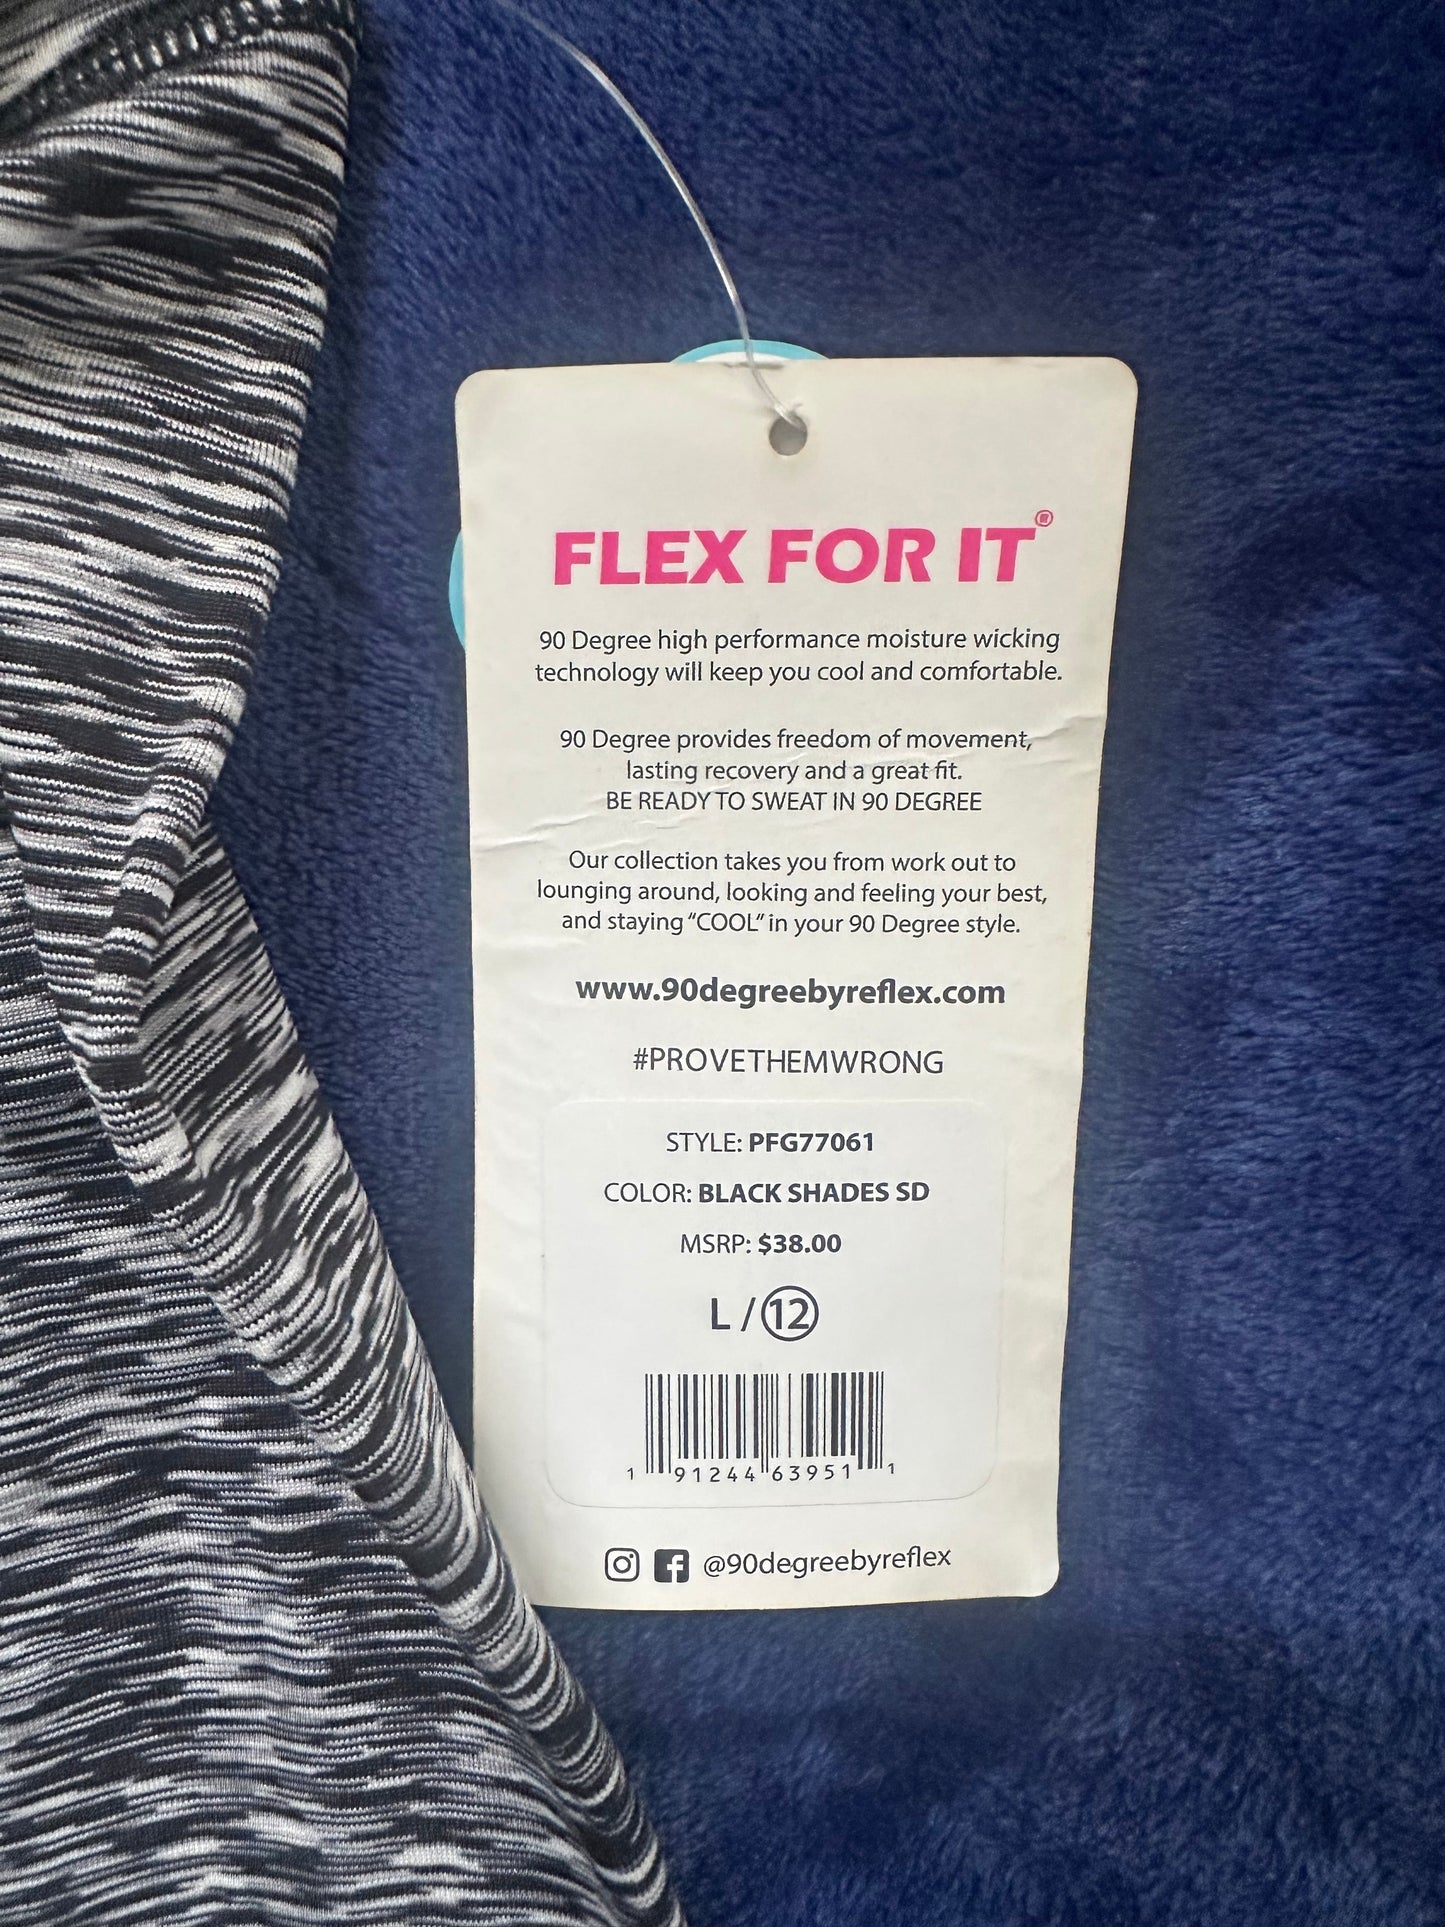 FLEX FOR IT®
90 Degree high performance moisture wicking
technology will keep you cool and comfortable.
90 Degree provides freedom of movement,
lasting recovery and a great fit.
BE READY TO SWEAT IN 90 DEGREE
Our collection takes you from work out to
lounging around, looking and feeling your best,
and staying “COOL” in your 90 Degree style.
www.90degreebyreflex.com
#PROVETHEMWRONG
STYLE: PFG77061
COLOR: BLACK SHADES SD
MSRP: $38.00
L / 12
1 91244 63951 1
@90degreebyreflex